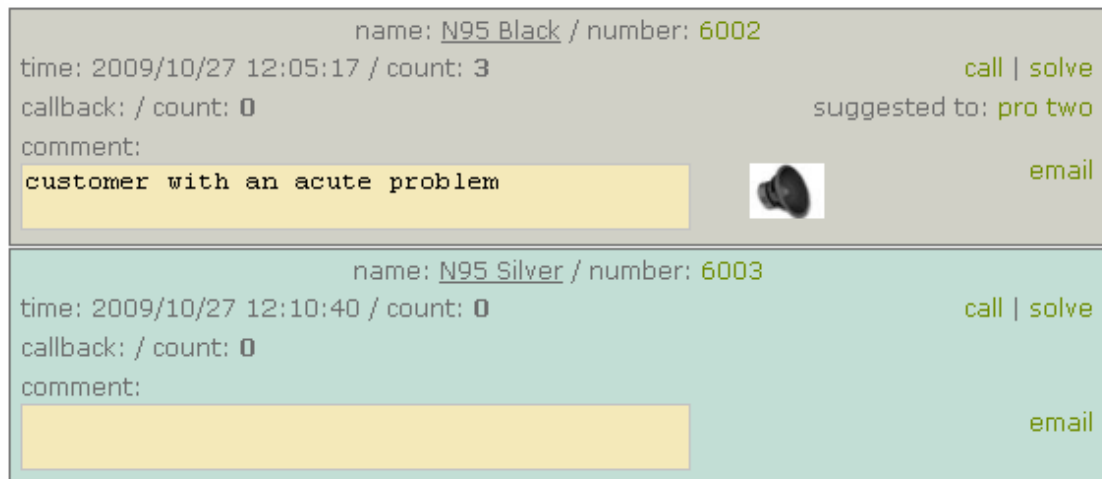 name: N95 Black / number: 6002
time: 2009/10/27 12:05:17 / count: 3 call | solve
callback: / count: 0 suggested to: pro two
comment:
customer with an acute problem email
name: N95 Silver / number: 6003
time: 2009/10/27 12:10:40 / count: 0 call | solve
callback: / count: 0
comment:
email